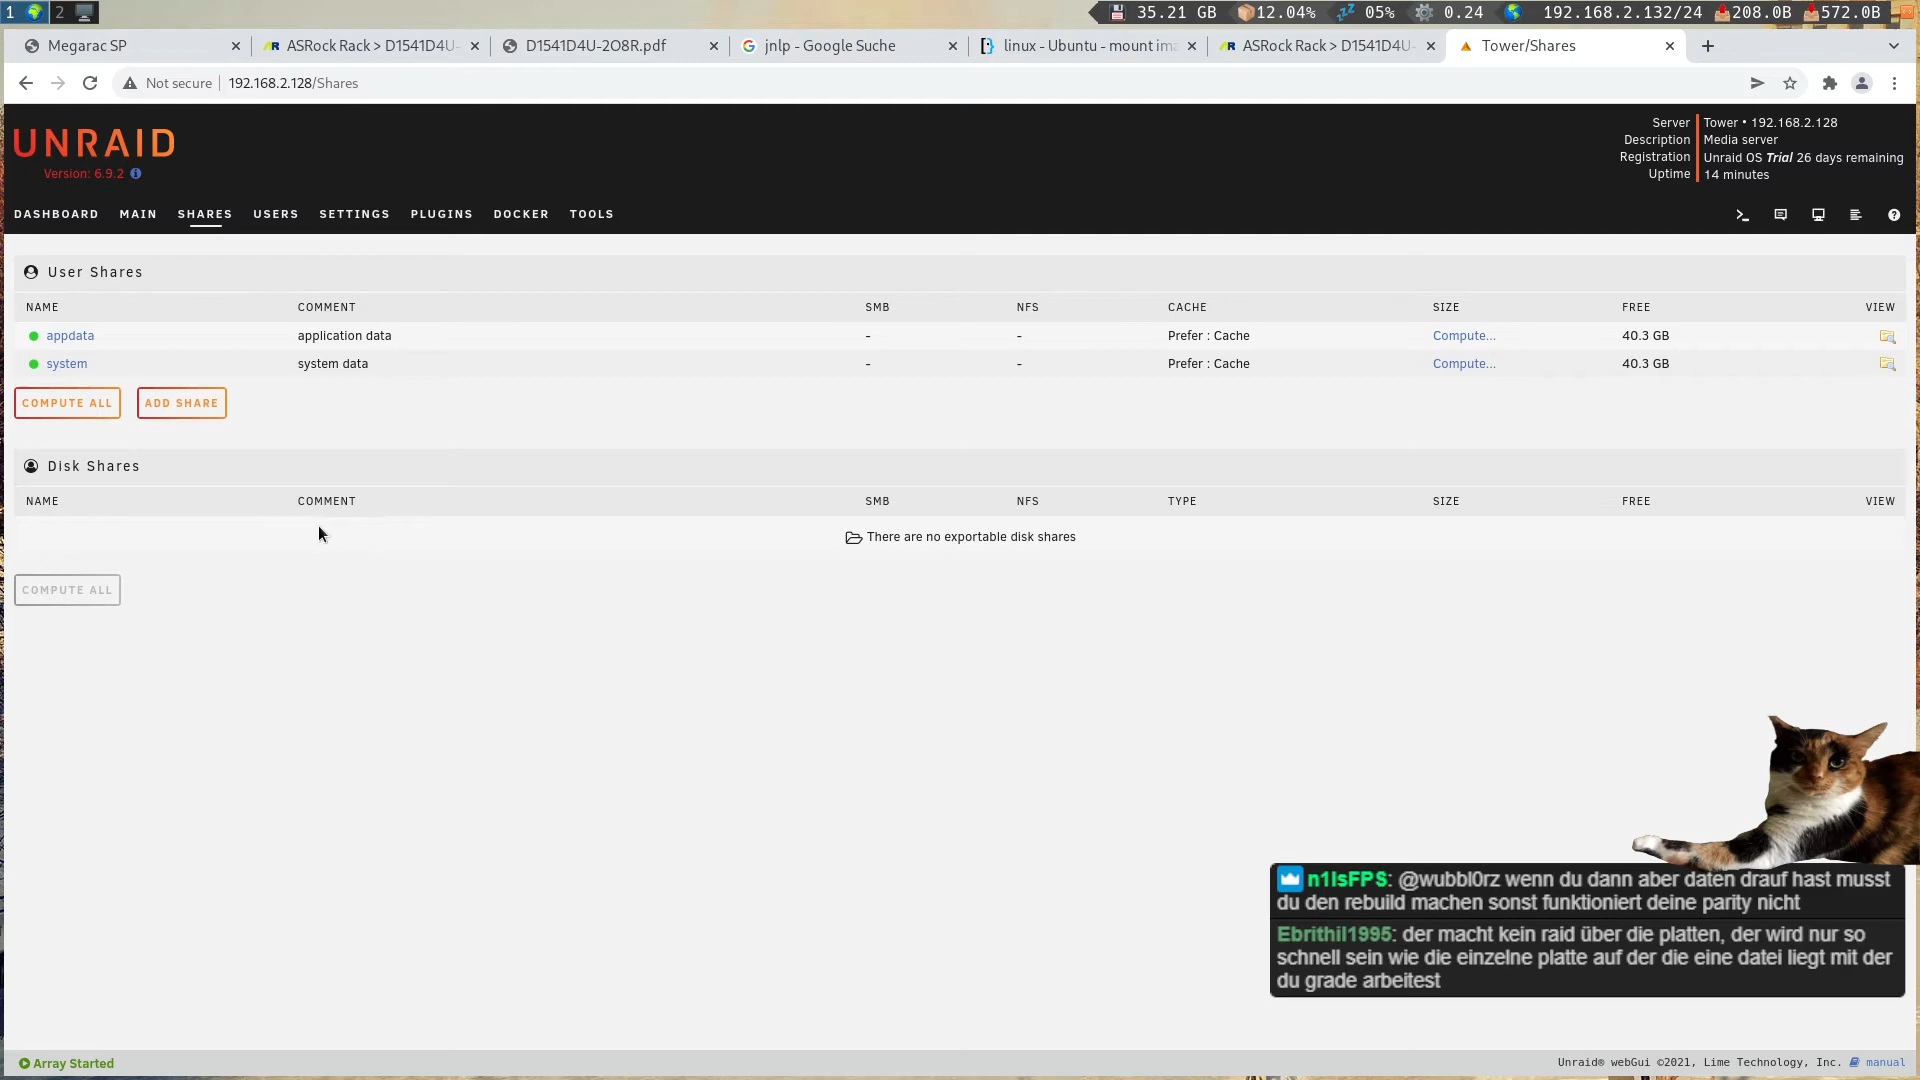 1 2 35.21 GB 12.04% 05% 0.24 192.168.2.132/24 208.0B 572.0B
Megarac SP ASRock Rack > D1541D4U- D1541D4U-2O8R.pdf jnlp - Google Suche linux - Ubuntu - mount im ASRock Rack > D1541D4U- Tower/Shares
Not secure 192.168.2.128/Shares
UNRAID
Version: 6.9.2
Server Tower • 192.168.2.128
Description Media server
Registration Unraid OS Trial 26 days remaining
Uptime 14 minutes
DASHBOARD MAIN SHARES USERS SETTINGS PLUGINS DOCKER TOOLS
User Shares
NAME COMMENT SMB NFS CACHE SIZE FREE VIEW
appdata application data - - Prefer : Cache Compute... 40.3 GB
system system data - - Prefer : Cache Compute... 40.3 GB
COMPUTE ALL ADD SHARE
Disk Shares
NAME COMMENT SMB NFS TYPE SIZE FREE VIEW
There are no exportable disk shares
COMPUTE ALL
n1lsFPS: @wubbl0rz wenn du dann aber daten drauf hast musst
du den rebuild machen sonst funktioniert deine parity nicht
Ebrithil1995: der macht kein raid über die platten, der wird nur so
schnell sein wie die einzelne platte auf der die eine datei liegt mit der
du grade arbeitest
Array Started Unraid® webGui ©2021, Lime Technology, Inc. manual